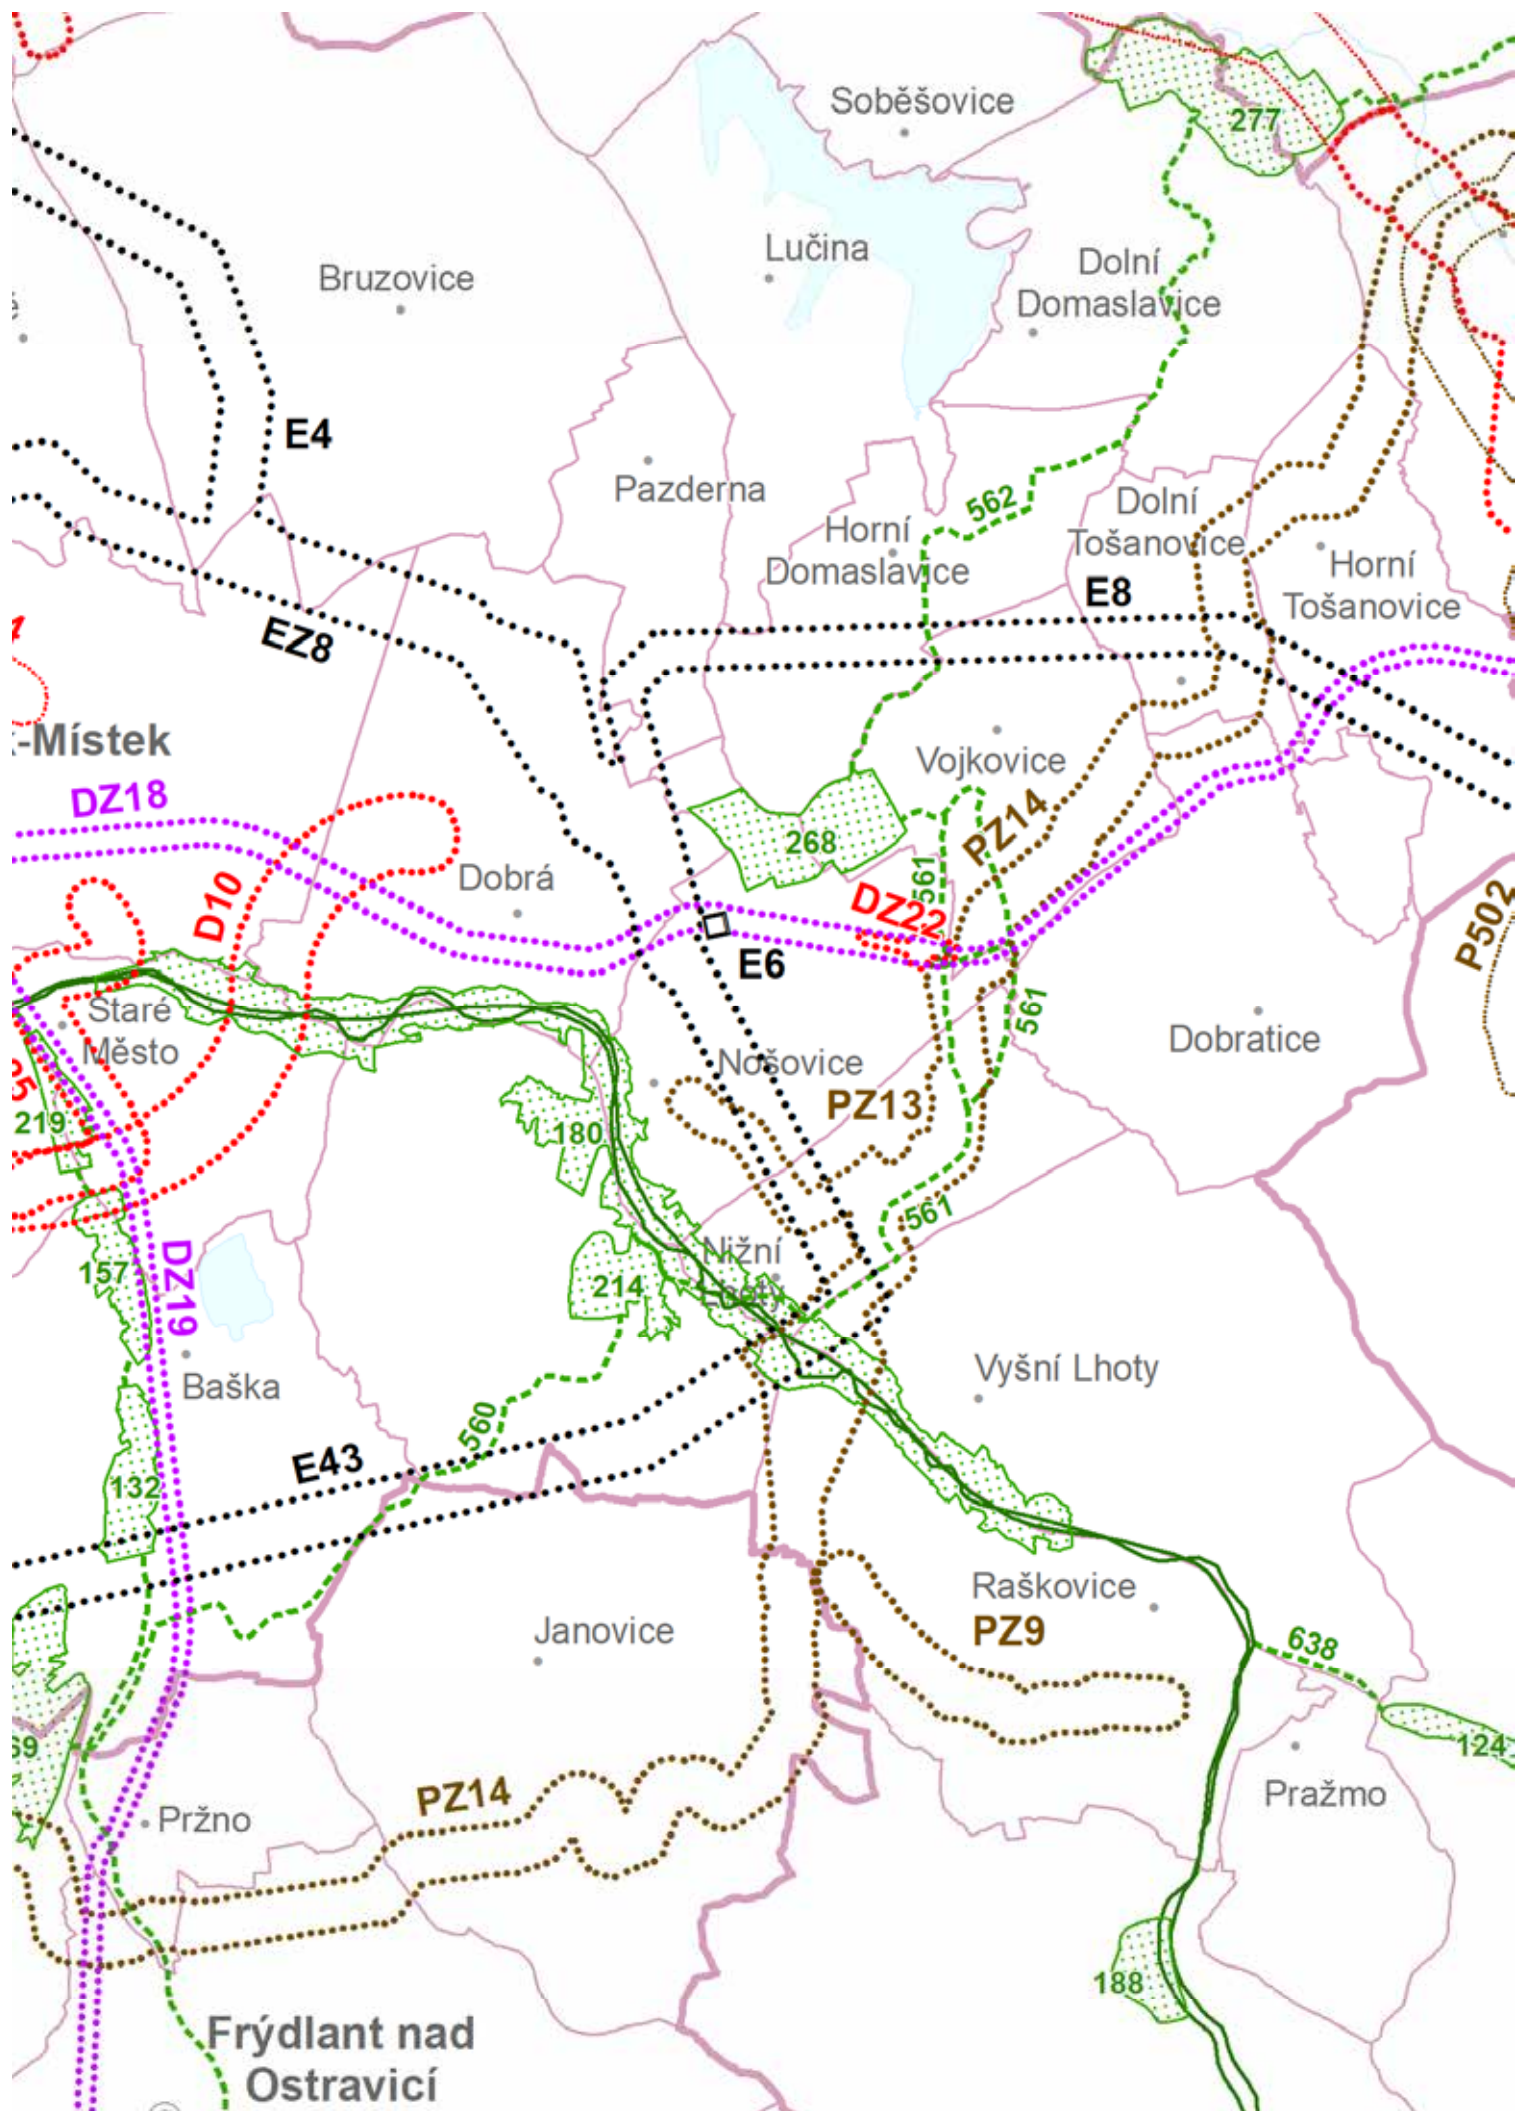 Soběšovice
277
Lučina
Dolní
Domaslavice
Bruzovice
E4
Pazderna
562
Horní
Domaslavice
Dolní
Tošanovice
Horní
Tošanovice
E8
EZ8
-Místek
Vojkovice
DZ18
PZ14
268
Dobrá
561
DZ22
D10
P502
E6
561
Staré
Město
Dobratice
Nošovice
PZ13
219
180
561
Nižní
Lhoty
157
DZ19
214
Baška
Vyšní Lhoty
560
E43
132
Raškovice
PZ9
Janovice
638
69
124
PZ14
Pražmo
Pržno
188
Frýdlant nad
Ostravicí